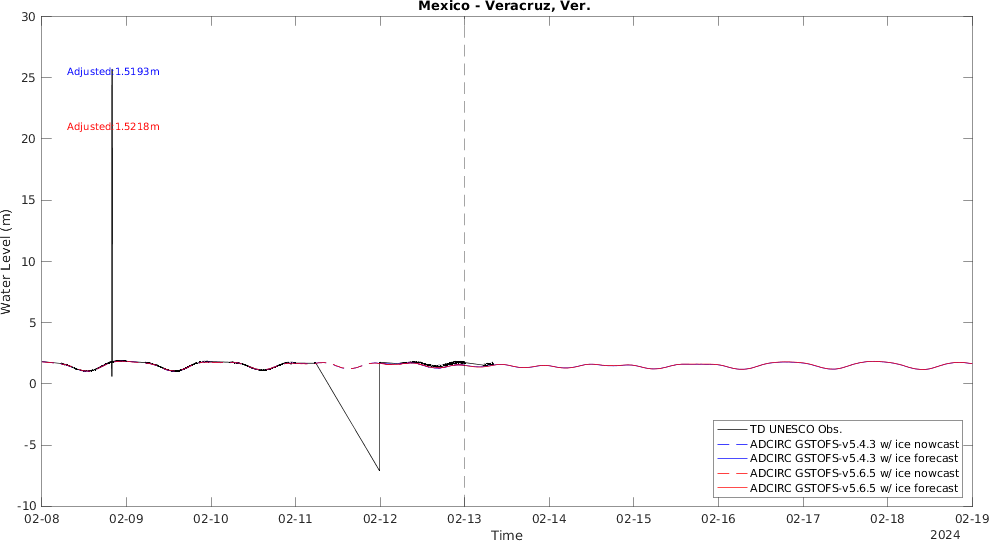 Mexico - Veracruz, Ver.
30
25
20
15
10
5
0
-5
-10
Water Level (m)
Adjusted 1.5193m
Adjusted 1.5218m
TD UNESCO Obs.
ADCIRC GSTOFS-v5.4.3 w/ ice nowcast
ADCIRC GSTOFS-v5.4.3 w/ ice forecast
ADCIRC GSTOFS-v5.6.5 w/ ice nowcast
ADCIRC GSTOFS-v5.6.5 w/ ice forecast
02-08 02-09 02-10 02-11 02-12 02-13 02-14 02-15 02-16 02-17 02-18 02-19
Time
2024